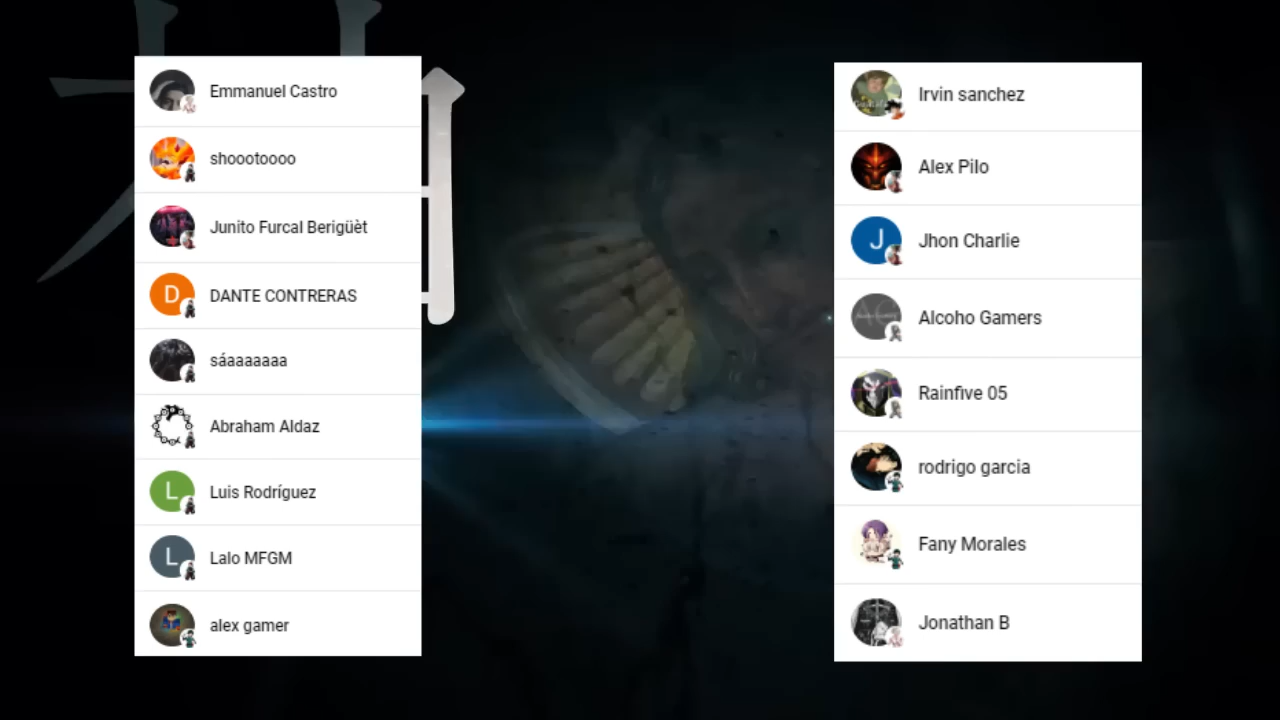 Emmanuel Castro
shoootoooo
Junito Furcal Berigüèt
DANTE CONTRERAS
D
sáaaaaaaa
Abraham Aldaz
Luis Rodríguez
L
Lalo MFGM
L
alex gamer
Irvin sanchez
Alex Pilo
Jhon Charlie
J
Alcoho Gamers
Rainfive 05
rodrigo garcia
Fany Morales
Jonathan B